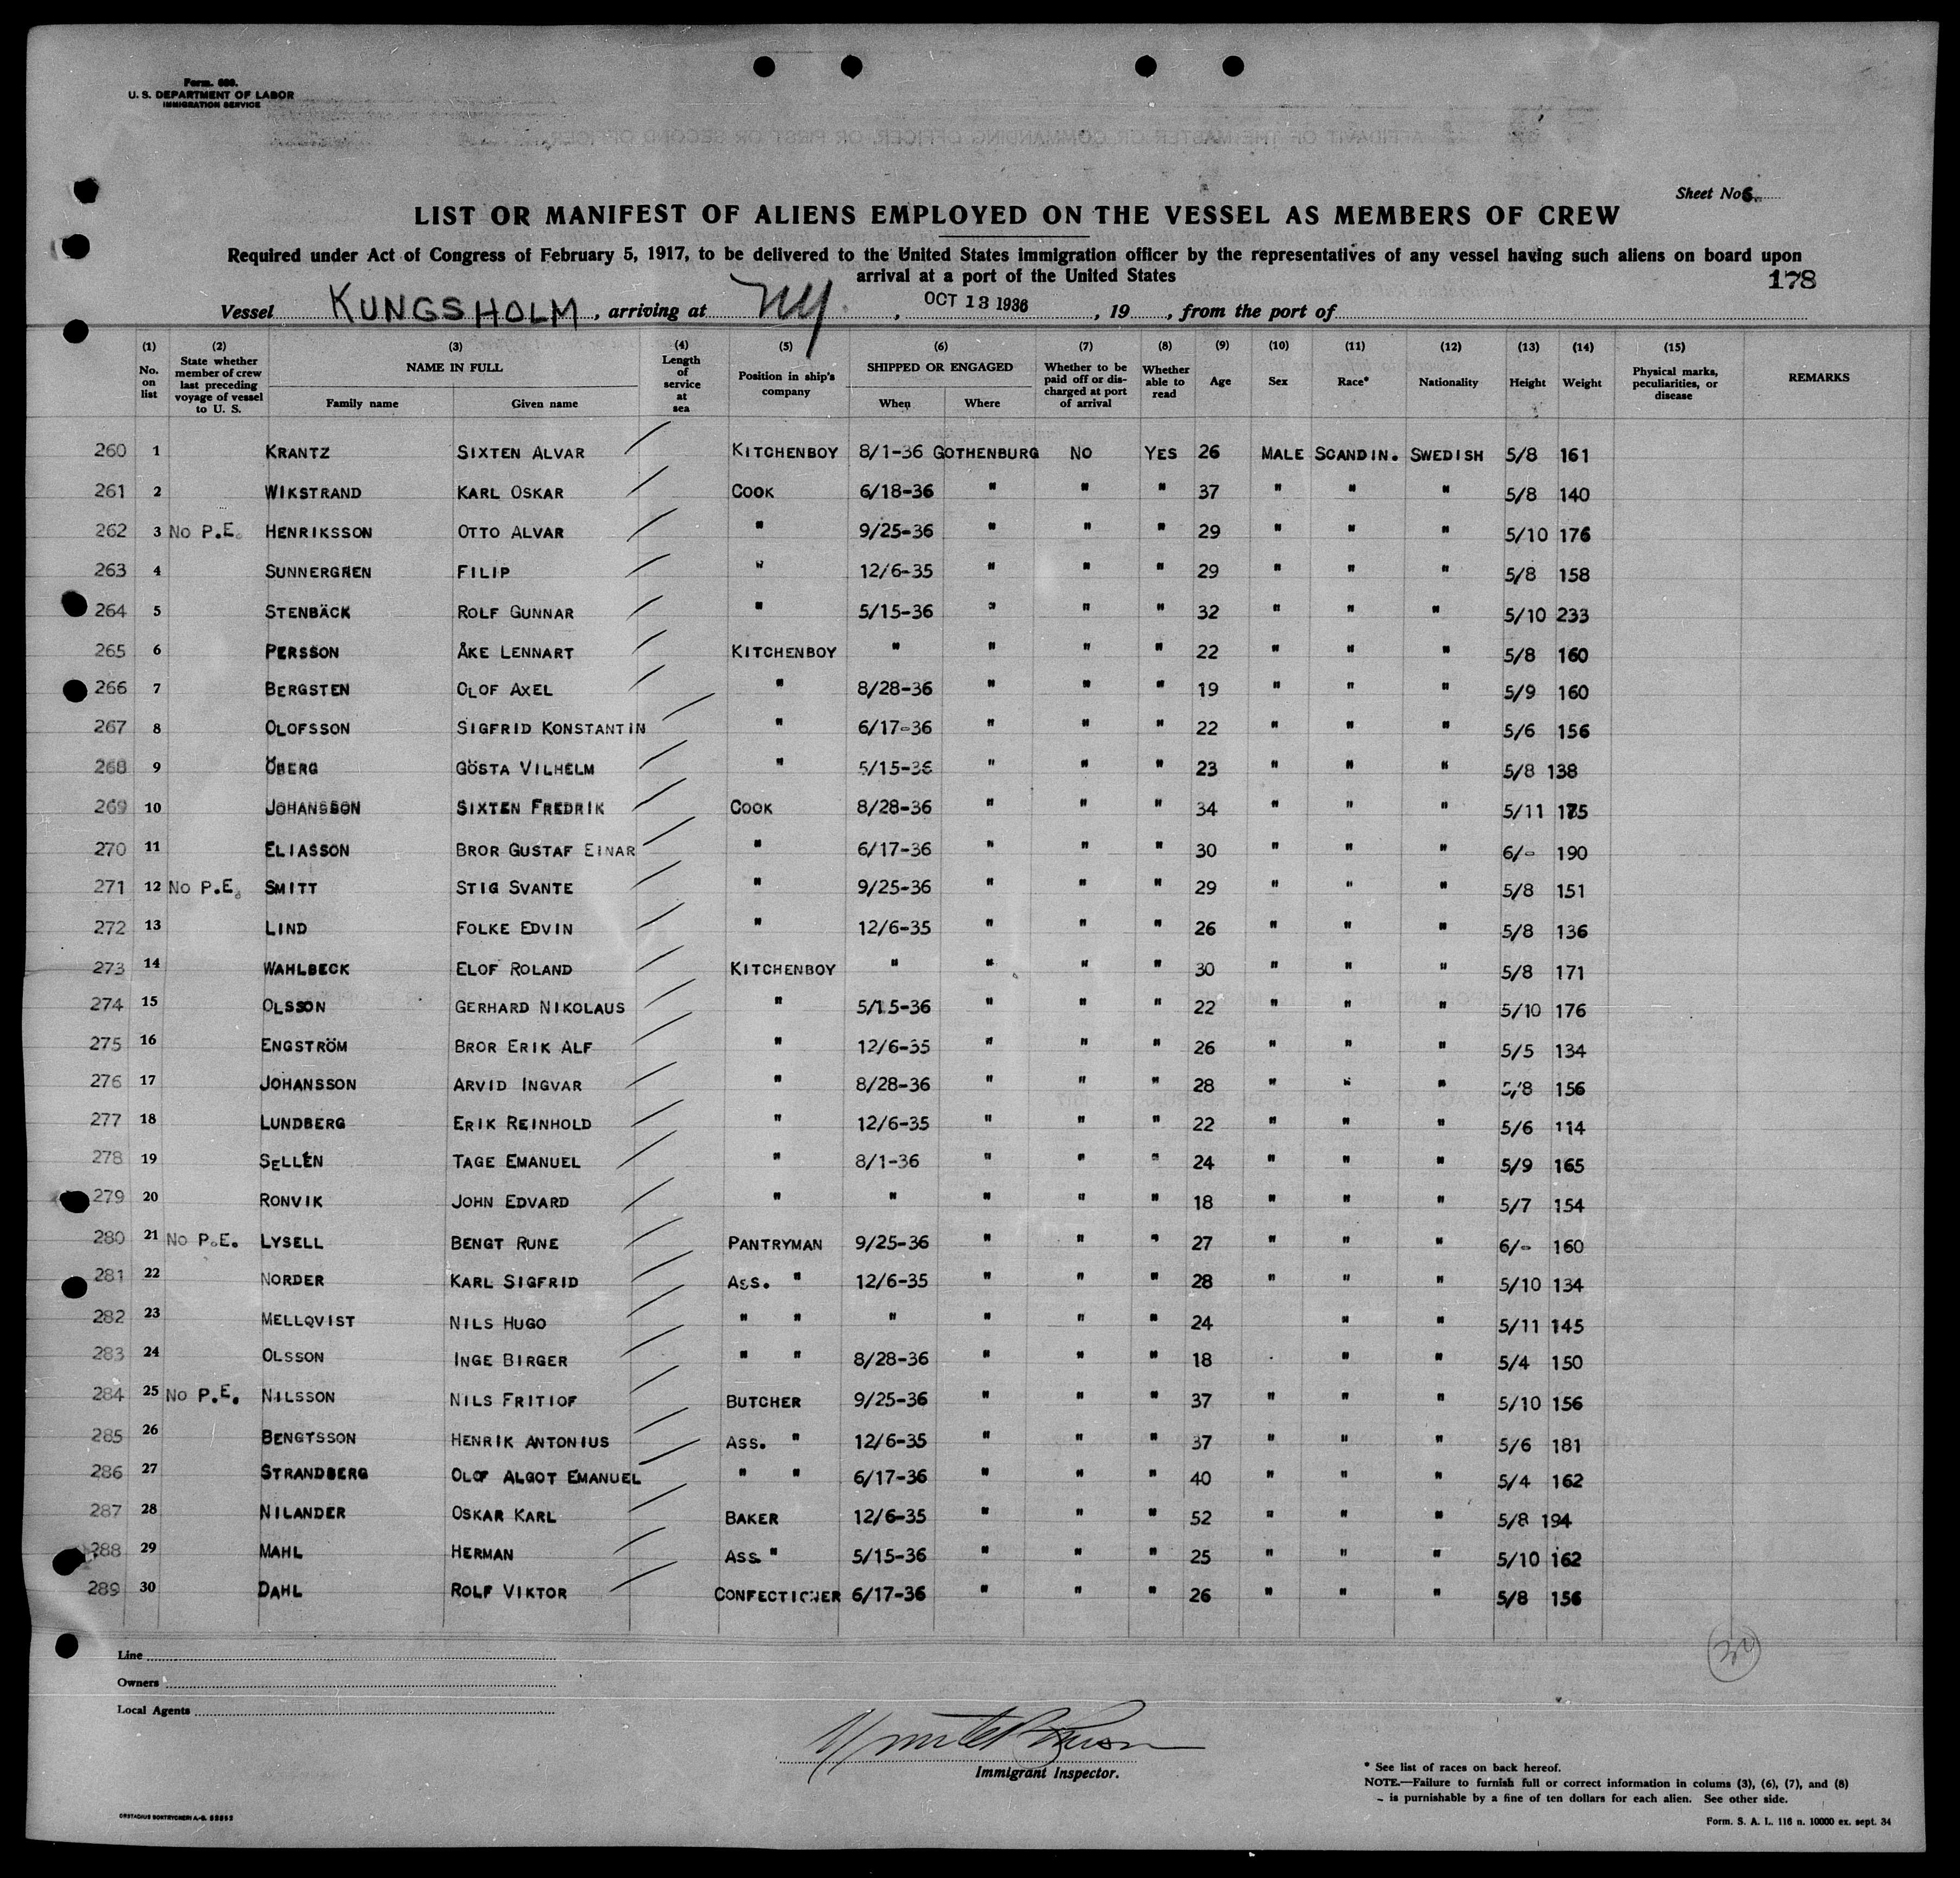 Form. 689.
U. S. DEPARTMENT OF LABOR
IMMIGRATION SERVICE
Sheet No 6.
LIST OR MANIFEST OF ALIENS EMPLOYED ON THE VESSEL AS MEMBERS OF CREW
Required under Act of Congress of February 5, 1917, to be delivered to the United States immigration officer by the representatives of any vessel having such aliens on board upon
arrival at a port of the United States
178
Vessel KUNGSHOLM, arriving at NY., OCT 13 1936, 19, from the port of
(1) No. on list (2) State whether member of crew last preceding voyage of vessel to U. S. (3) NAME IN FULL Family name Given name (4) Length of service at sea (5) Position in ship's company (6) SHIPPED OR ENGAGED When Where (7) Whether to be paid off or discharged at port of arrival (8) Whether able to read (9) Age (10) Sex (11) Race* (12) Nationality (13) Height (14) Weight (15) Physical marks, peculiarities, or disease REMARKS
260 1 KRANTZ SIXTEN ALVAR KITCHENBOY 8/1-36 GOTHENBURG NO YES 26 MALE SCANDIN. SWEDISH 5/8 161
261 2 WIKSTRAND KARL OSKAR COOK 6/18-36 " " " 37 " " " 5/8 140
262 3 NO P.E. HENRIKSSON OTTO ALVAR " 9/25-36 " " " 29 " " " 5/10 176
263 4 SUNNERGREN FILIP " 12/6-35 " " " 29 " " " 5/8 158
264 5 STENBÄCK ROLF GUNNAR " 5/15-36 " " " 32 " " " 5/10 233
265 6 PERSSON ÅKE LENNART KITCHENBOY " " " " 22 " " " 5/8 160
266 7 BERGSTEN OLOF AXEL " 8/28-36 " " " 19 " " " 5/9 160
267 8 OLOFSSON SIGFRID KONSTANTIN " 6/17-36 " " " 22 " " " 5/6 156
268 9 ÖBERG GÖSTA VILHELM " 5/15-36 " " " 23 " " " 5/8 138
269 10 JOHANSSON SIXTEN FREDRIK COOK 8/28-36 " " " 34 " " " 5/11 175
270 11 ELIASSON BROR GUSTAF EINAR " 6/17-36 " " " 30 " " " 6/- 190
271 12 NO P.E. SMITT STIG SVANTE " 9/25-36 " " " 29 " " " 5/8 151
272 13 LIND FOLKE EDVIN " 12/6-35 " " " 26 " " " 5/8 136
273 14 WAHLBECK ELOF ROLAND KITCHENBOY " " " " 30 " " " 5/8 171
274 15 OLSSON GERHARD NIKOLAUS " 5/15-36 " " " 22 " " " 5/10 176
275 16 ENGSTRÖM BROR ERIK ALF " 12/6-35 " " " 26 " " " 5/5 134
276 17 JOHANSSON ARVID INGVAR " 8/28-36 " " " 28 " " " 5/8 156
277 18 LUNDBERG ERIK REINHOLD " 12/6-35 " " " 22 " " " 5/6 114
278 19 SELLÉN TAGE EMANUEL " 8/1-36 " " " 24 " " " 5/9 165
279 20 RONVIK JOHN EDVARD " " " " " 18 " " " 5/7 154
280 21 NO P.E. LYSELL BENGT RUNE PANTRYMAN 9/25-36 " " " 27 " " " 6/- 160
281 22 NORDER KARL SIGFRID ASS. " 12/6-35 " " " 28 " " " 5/10 134
282 23 MELLQVIST NILS HUGO " " " " " " 24 " " 5/11 145
283 24 OLSSON INGE BIRGER " " 8/28-36 " " " 18 " " 5/4 150
284 25 NO P.E. NILSSON NILS FRITIOF BUTCHER 9/25-36 " " " 37 " " " 5/10 156
285 26 BENGTSSON HENRIK ANTONIUS ASS. " 12/6-35 " " " 37 " " " 5/6 181
286 27 STRANDBERG OLOF ALGOT EMANUEL " " 6/17-36 " " " 40 " " " 5/4 162
287 28 NILANDER OSKAR KARL BAKER 12/6-35 " " " 52 " " " 5/8 194
288 29 MAHL HERMAN ASS " 5/15-36 " " " 25 " " " 5/10 162
289 30 DAHL ROLF VIKTOR CONFECTIONER 6/17-36 " " " 26 " " " 5/8 156
30
Line
Owners
Local Agents
Immigrant Inspector.
* See list of races on back hereof.
NOTE.—Failure to furnish full or correct information in colums (3), (6), (7), and (8)
is purnishable by a fine of ten dollars for each alien. See other side.
Form. S. A. L. 116 n. 10000 ex. sept. 34